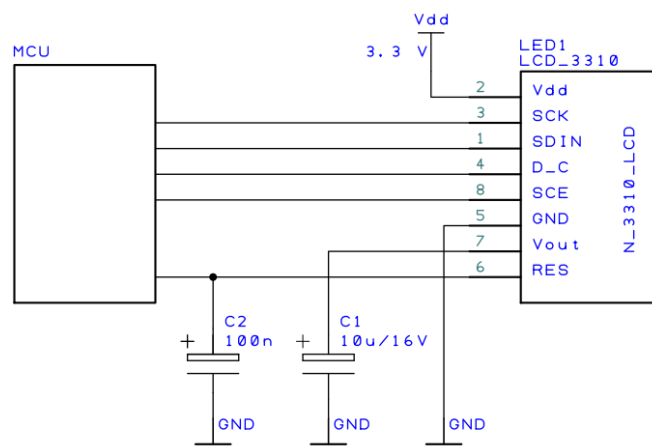 Vdd
3.3 V
MCU
LED1
LCD_3310
2 Vdd
3 SCK
1 SDIN
4 D_C
8 SCE
5 GND
7 Vout
6 RES
N_3310_LCD
C2
+ 100n
C1
+ 10u/16V
GND
GND
GND